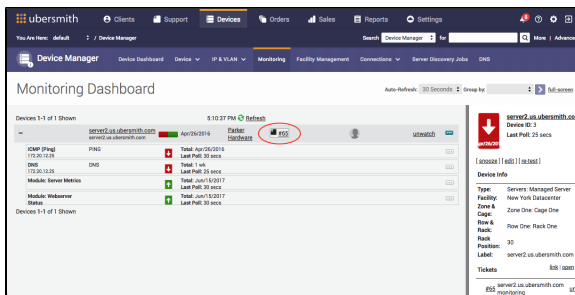 ubersmith Clients Support Devices Orders Sales Reports Settings
You Are Here: default / Device Manager Search Device Manager for More | Advanced
Device Manager Device Dashboard Device IP & VLAN Monitoring Facility Management Connections Server Discovery Jobs DNS
Monitoring Dashboard
Auto-Refresh: 30 Seconds Group by: full-screen
Devices 1-1 of 1 Shown 5:10:37 PM Refresh
server2.us.ubersmith.com
server2.us.ubersmith.com
Apr/26/2016
Parker
Hardware
#65
unwatch
ICMP (Ping) PING Total: Apr/26/2016
172.20.12.25 Last Poll: 30 secs
DNS DNS Total: 1 wk
172.20.12.25 Last Poll: 25 secs
Module: Server Metrics Total: Jun/15/2017
Last Poll: 30 secs
Module: Webserver Total: Jun/15/2017
Status Last Poll: 30 secs
Devices 1-1 of 1 Shown
server2.us.ubersmith.co
Device ID: 3
Last Poll: 25 secs
[ snooze ] [ edit ] [ re-test ]
Device Info
Type: Servers: Managed Server
Facility: New York Datacenter
Zone & Zone One: Cage One
Cage:
Row & Row One: Rack One
Rack:
Rack 30
Position:
Label: server2.us.ubersmith.com
Tickets link | open
#65 server2.us.ubersmith.com
monitoring